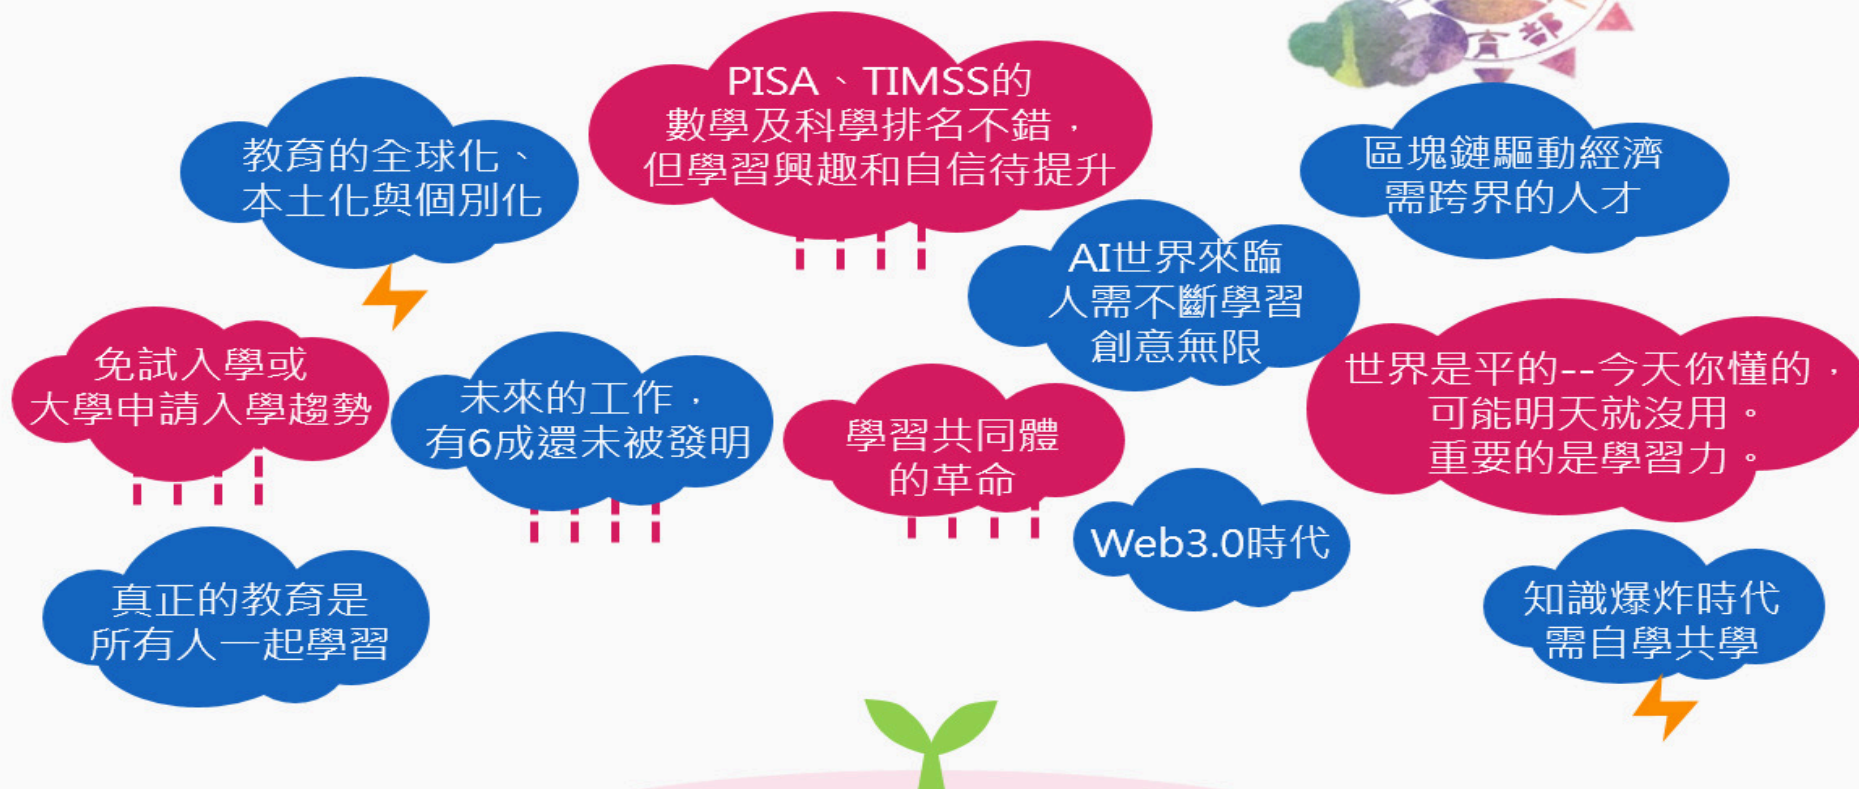 育部
PISA、TIMSS的
數學及科學排名不錯，
但學習興趣和自信待提升
教育的全球化、
本土化與個別化
區塊鏈驅動經濟
需跨界的人才
AI世界來臨
人需不斷學習
創意無限
免試入學或
大學申請入學趨勢
未來的工作，
有6成還未被發明
學習共同體
的革命
世界是平的--今天你懂的，
可能明天就沒用。
重要的是學習力。
Web3.0時代
真正的教育是
所有人一起學習
知識爆炸時代
需自學共學